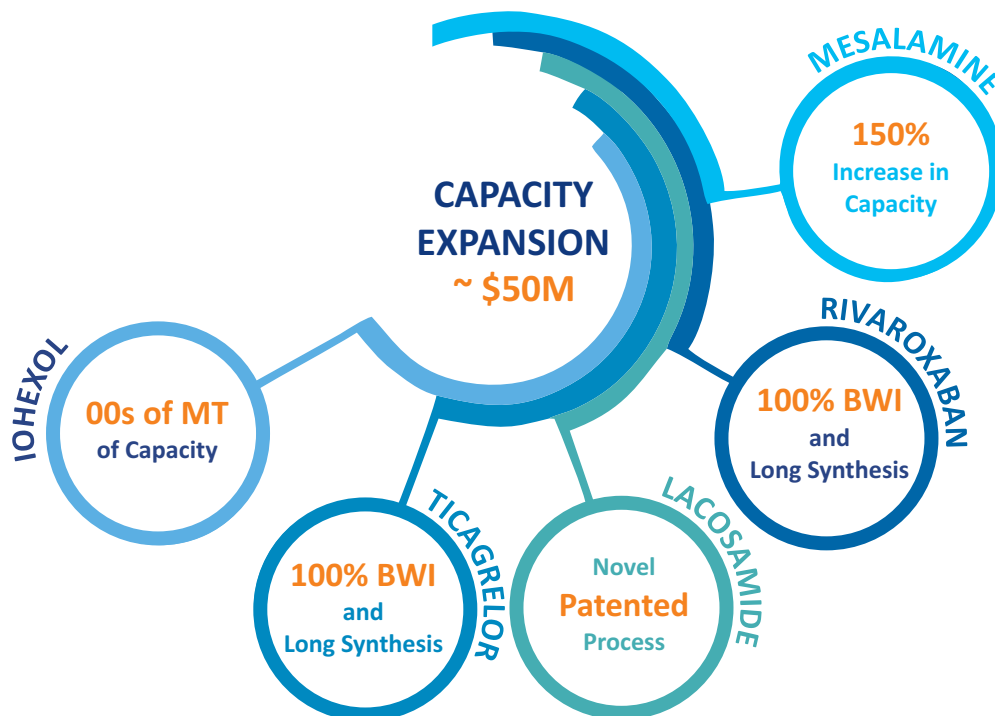 MESALAMINE
150%
Increase in
Capacity
CAPACITY
EXPANSION
~ $50M
RIVAROXABAN
100% BWI
and
Long Synthesis
IOHEXOL
00s of MT
of Capacity
TICAGRELOR
100% BWI
and
Long Synthesis
LACOSAMIDE
Novel
Patented
Process